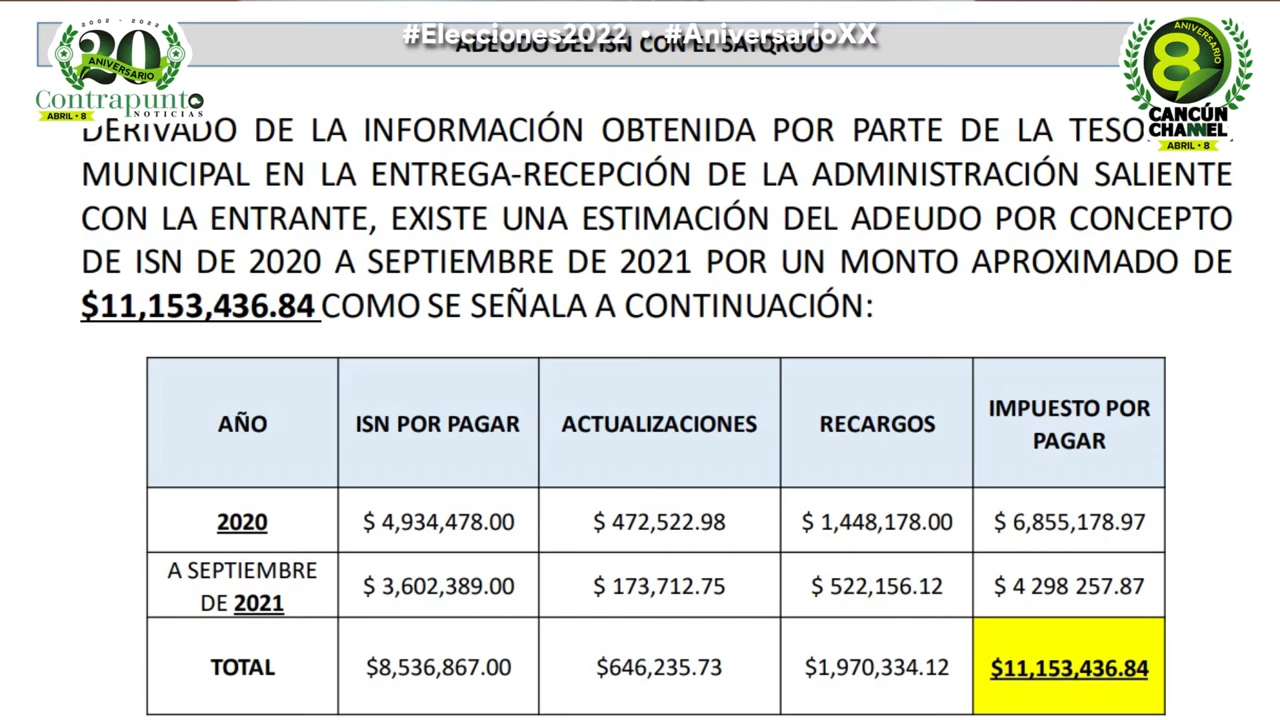 #Elecciones2022 • #AniversarioXX
ADEUDO DEL ISN CON EL SATQROO
2002 - 2022
20
ANIVERSARIO
Contrapunto
NOTICIAS
ABRIL • 8
8
ANIVERSARIO
CANCÚN
CHANNEL
ABRIL • 8
DERIVADO DE LA INFORMACIÓN OBTENIDA POR PARTE DE LA
MUNICIPAL EN LA ENTREGA-RECEPCIÓN DE LA ADMINISTRACIÓN SALIENTE
CON LA ENTRANTE, EXISTE UNA ESTIMACIÓN DEL ADEUDO POR CONCEPTO
DE ISN DE 2020 A SEPTIEMBRE DE 2021 POR UN MONTO APROXIMADO DE
$11,153,436.84 COMO SE SEÑALA A CONTINUACIÓN:
AÑO ISN POR PAGAR ACTUALIZACIONES RECARGOS IMPUESTO POR PAGAR
2020 $ 4,934,478.00 $ 472,522.98 $ 1,448,178.00 $ 6,855,178.97
A SEPTIEMBRE DE 2021 $ 3,602,389.00 $ 173,712.75 $ 522,156.12 $ 4 298 257.87
TOTAL $8,536,867.00 $646,235.73 $1,970,334.12 $11,153,436.84